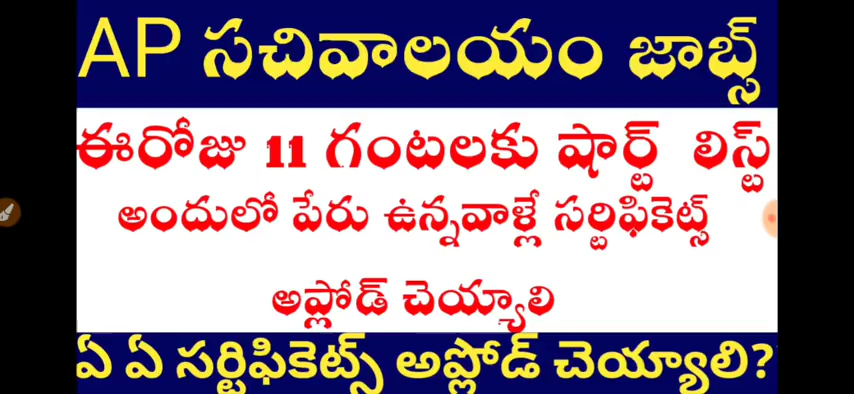 AP సచివాలయం జాబ్స్
ఈరోజు 11 గంటలకు షార్ట్ లిస్ట్
అందులో పేరు ఉన్నవాళ్లే సర్టిఫికెట్స్
అప్లోడ్ చెయ్యాలి
ఏ ఏ సర్టిఫికెట్స్ అప్లోడ్ చెయ్యాలి?